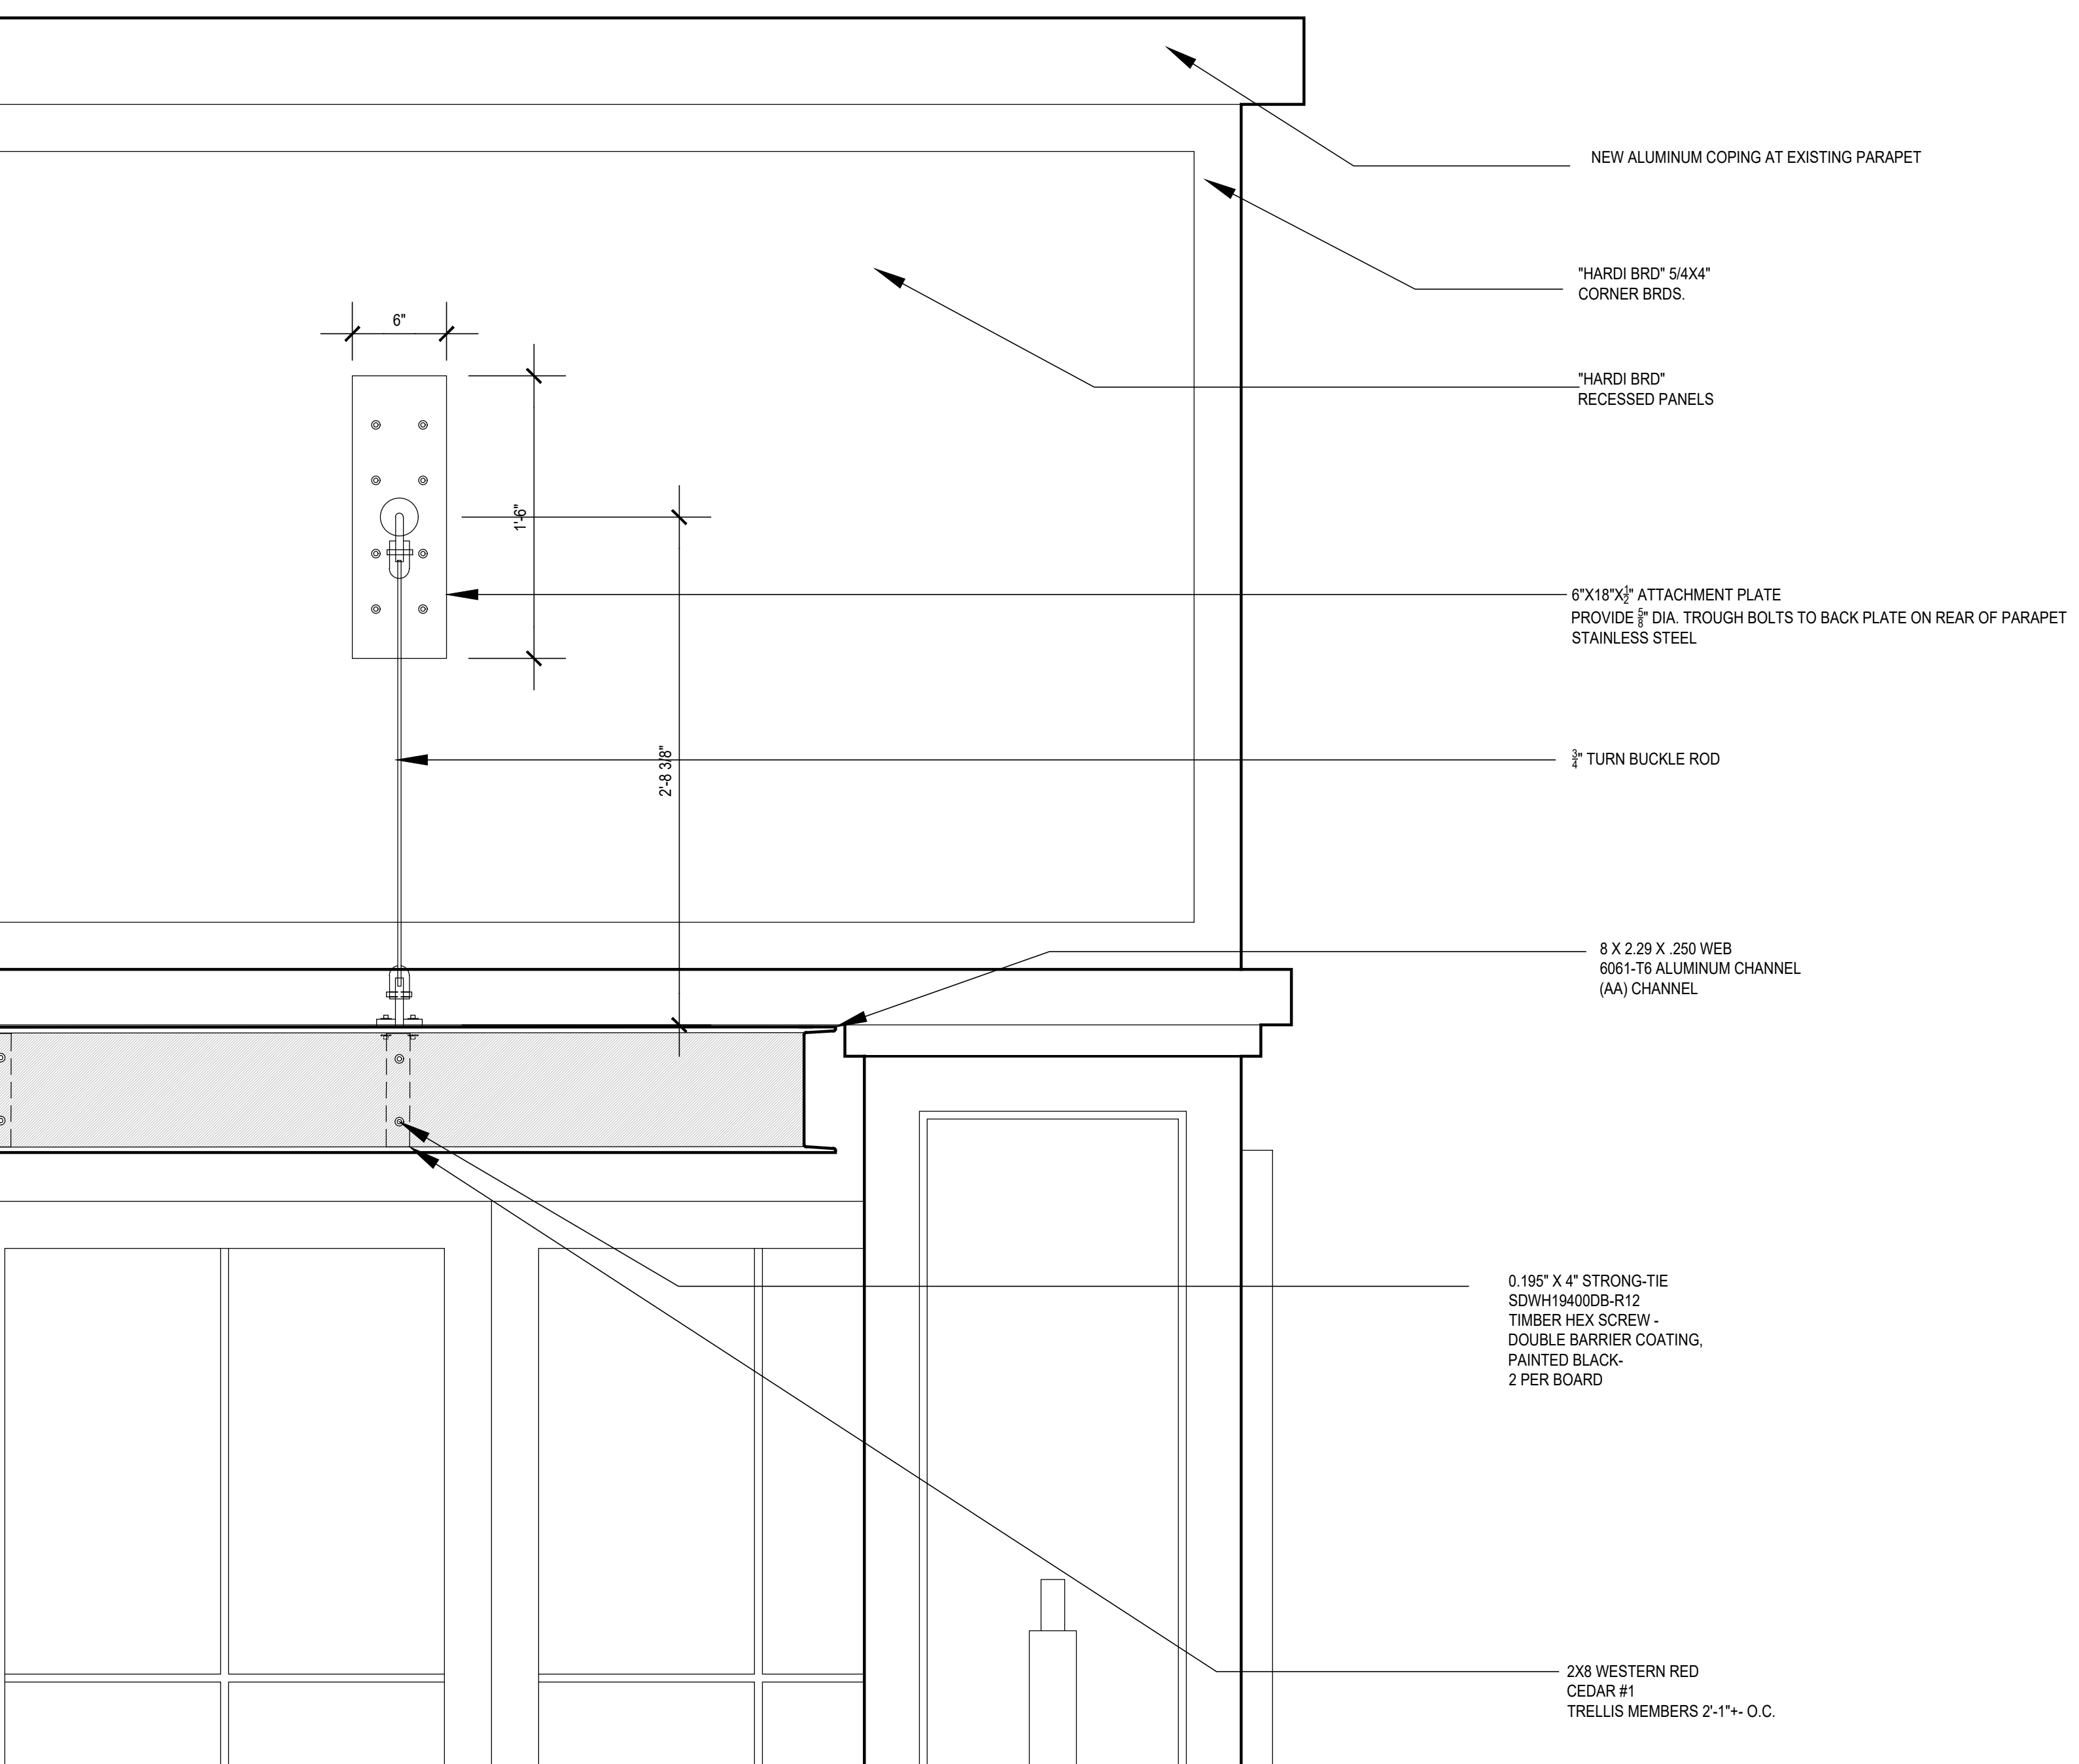 NEW ALUMINUM COPING AT EXISTING PARAPET
"HARDI BRD" 5/4X4"
CORNER BRDS.
6"
"HARDI BRD"
RECESSED PANELS
1'-6"
6"X18"X½" ATTACHMENT PLATE
PROVIDE ⅝" DIA. TROUGH BOLTS TO BACK PLATE ON REAR OF PARAPET
STAINLESS STEEL
2'-8 3/8"
¾" TURN BUCKLE ROD
8 X 2.29 X .250 WEB
6061-T6 ALUMINUM CHANNEL
(AA) CHANNEL
0.195" X 4" STRONG-TIE
SDWH19400DB-R12
TIMBER HEX SCREW -
DOUBLE BARRIER COATING,
PAINTED BLACK-
2 PER BOARD
2X8 WESTERN RED
CEDAR #1
TRELLIS MEMBERS 2'-1"+- O.C.